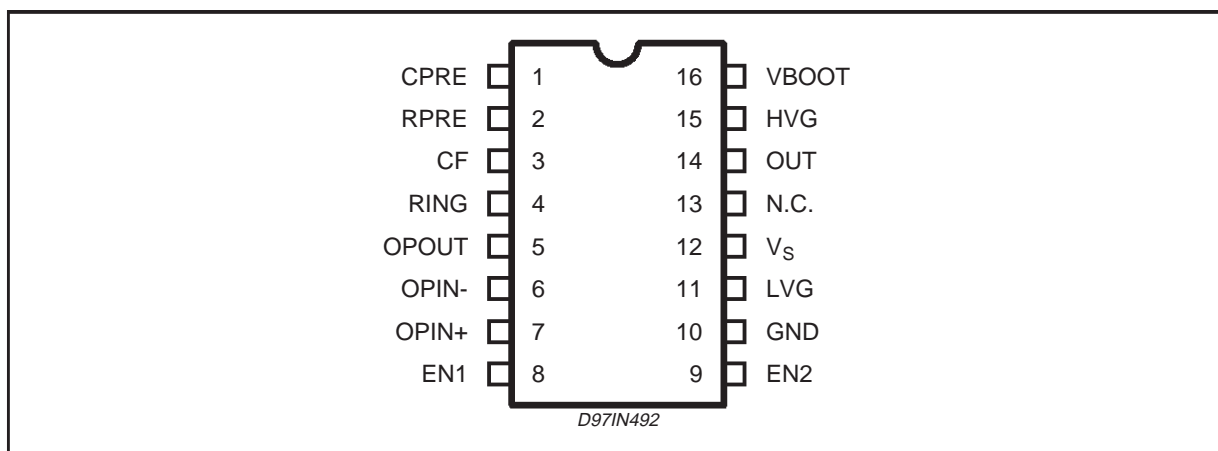 CPRE 1 16 VBOOT
RPRE 2 15 HVG
CF 3 14 OUT
RING 4 13 N.C.
OPOUT 5 12 VS
OPIN- 6 11 LVG
OPIN+ 7 10 GND
EN1 8 9 EN2
D97IN492